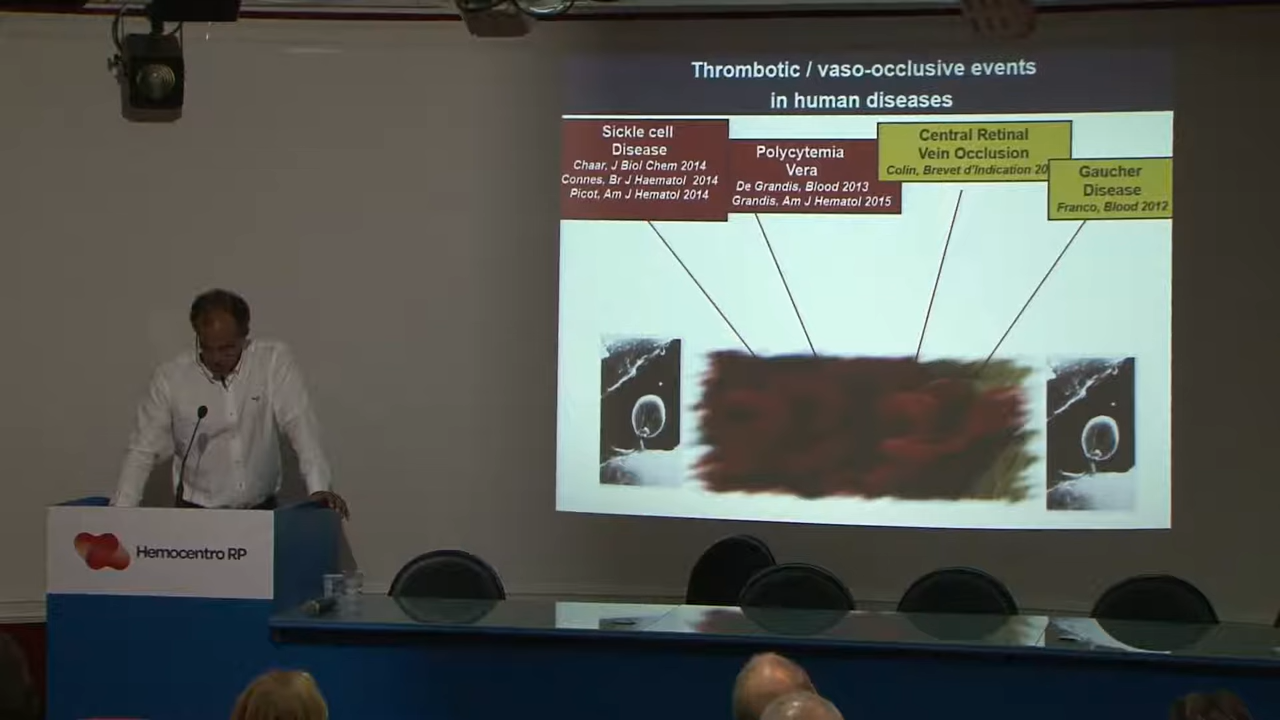 Thrombotic / vaso-occlusive events
in human diseases
Sickle cell
Disease
Chaar, J Biol Chem 2014
Connes, Br J Haematol 2014
Picot, Am J Hematol 2014
Polycytemia
Vera
De Grandis, Blood 2013
Grandis, Am J Hematol 2015
Central Retinal
Vein Occlusion
Colin, Brevet d'Indication 20
Gaucher
Disease
Franco, Blood 2012
Hemocentro RP